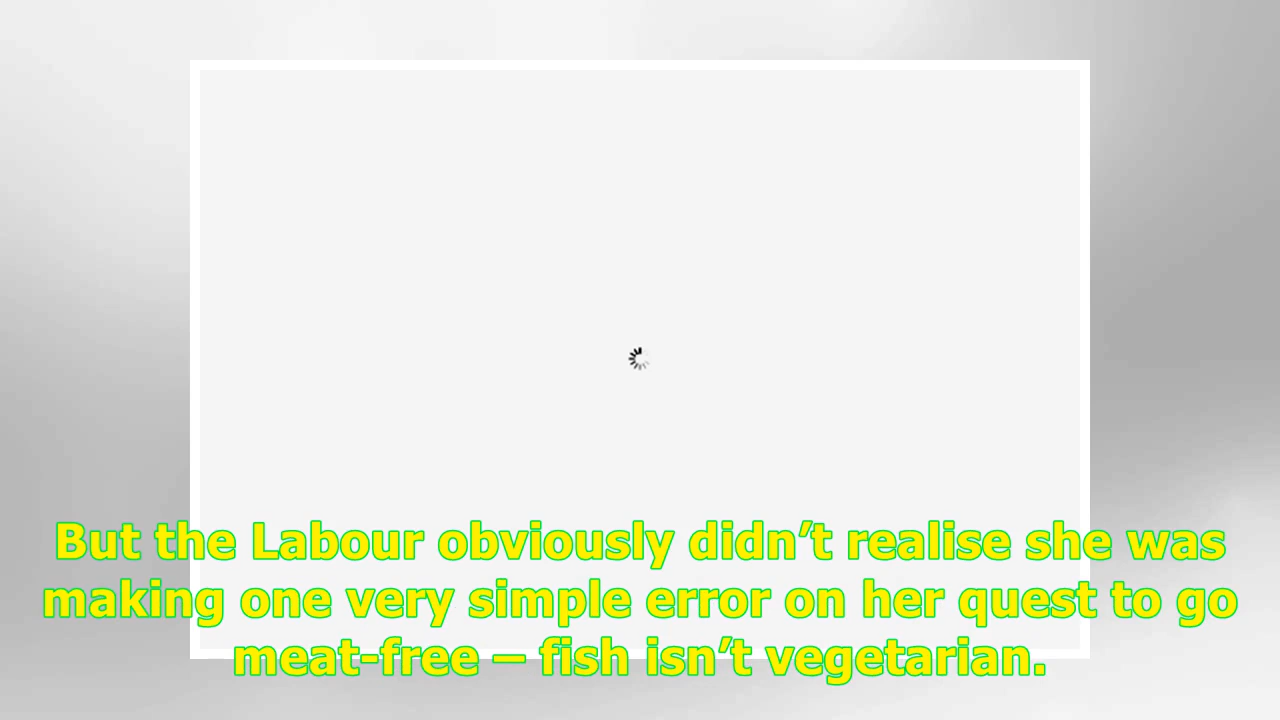 But the Labour obviously didn’t realise she was
making one very simple error on her quest to go
meat-free – fish isn’t vegetarian.